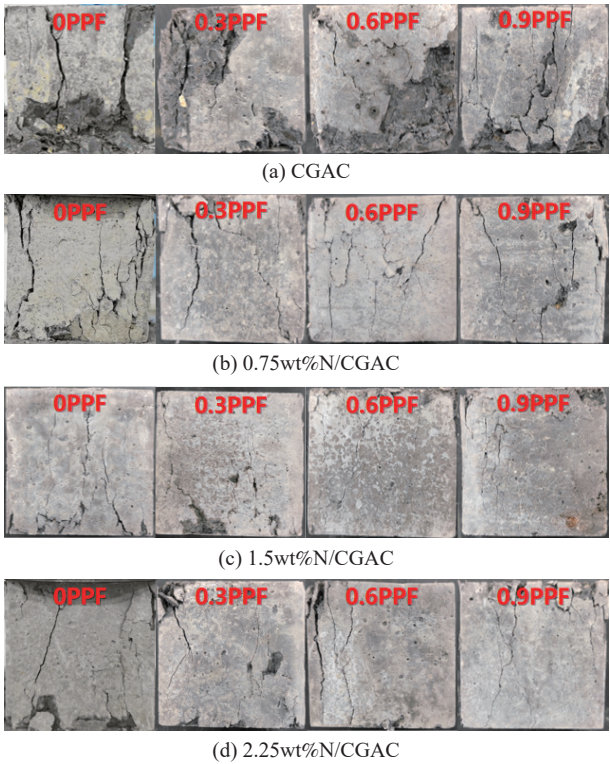 0PPF 0.3PPF 0.6PPF 0.9PPF
(a) CGAC
0PPF 0.3PPF 0.6PPF 0.9PPF
(b) 0.75wt%N/CGAC
0PPF 0.3PPF 0.6PPF 0.9PPF
(c) 1.5wt%N/CGAC
0PPF 0.3PPF 0.6PPF 0.9PPF
(d) 2.25wt%N/CGAC